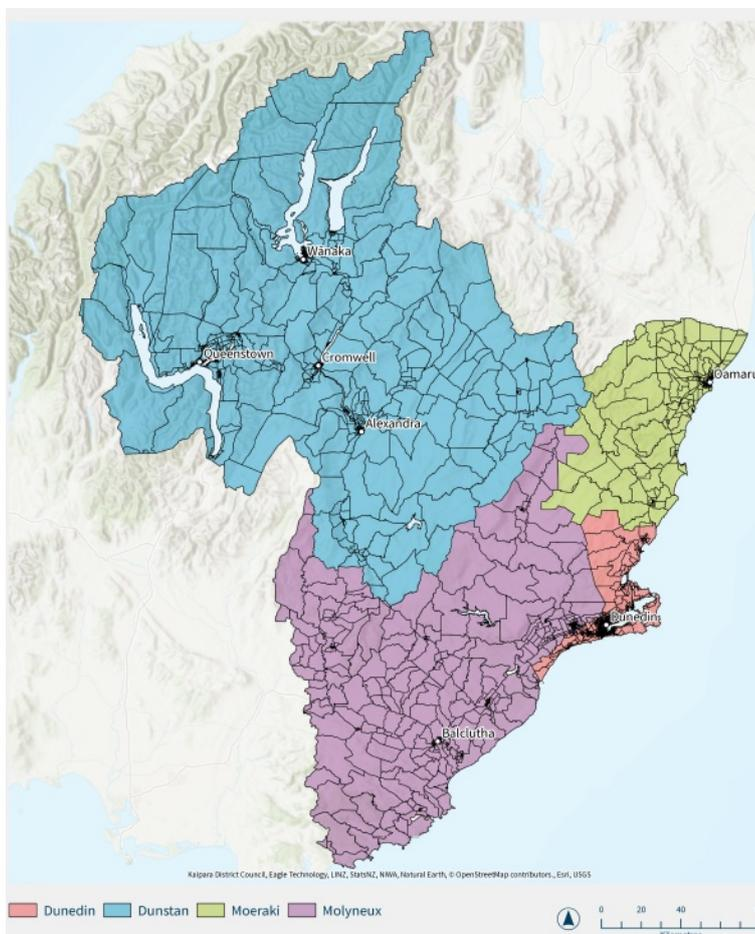 Wānaka
Queenstown
Cromwell
Oamaru
Alexandra
Dunedin
Balclutha
Kaipara District Council, Eagle Technology, LINZ, StatsNZ, NIWA, Natural Earth, © OpenStreetMap contributors., Esri, USGS
Dunedin Dunstan Moeraki Molyneux
0 20 40